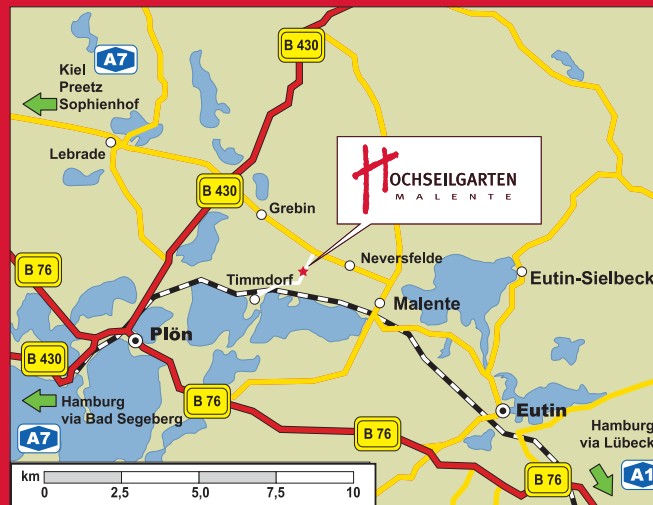 B 430
A7
Kiel
Preetz
Sophienhof
Lebrade
HOCHSEILGARTEN
MALENTE
B 430
Grebin
B 76
Neversfelde
Timmdorf
Eutin-Sielbeck
Malente
Plön
B 430
Hamburg
via Bad Segeberg
B 76
Eutin
A7
B 76
Hamburg
via Lübeck
B 76
A1
km
0 2,5 5,0 7,5 10